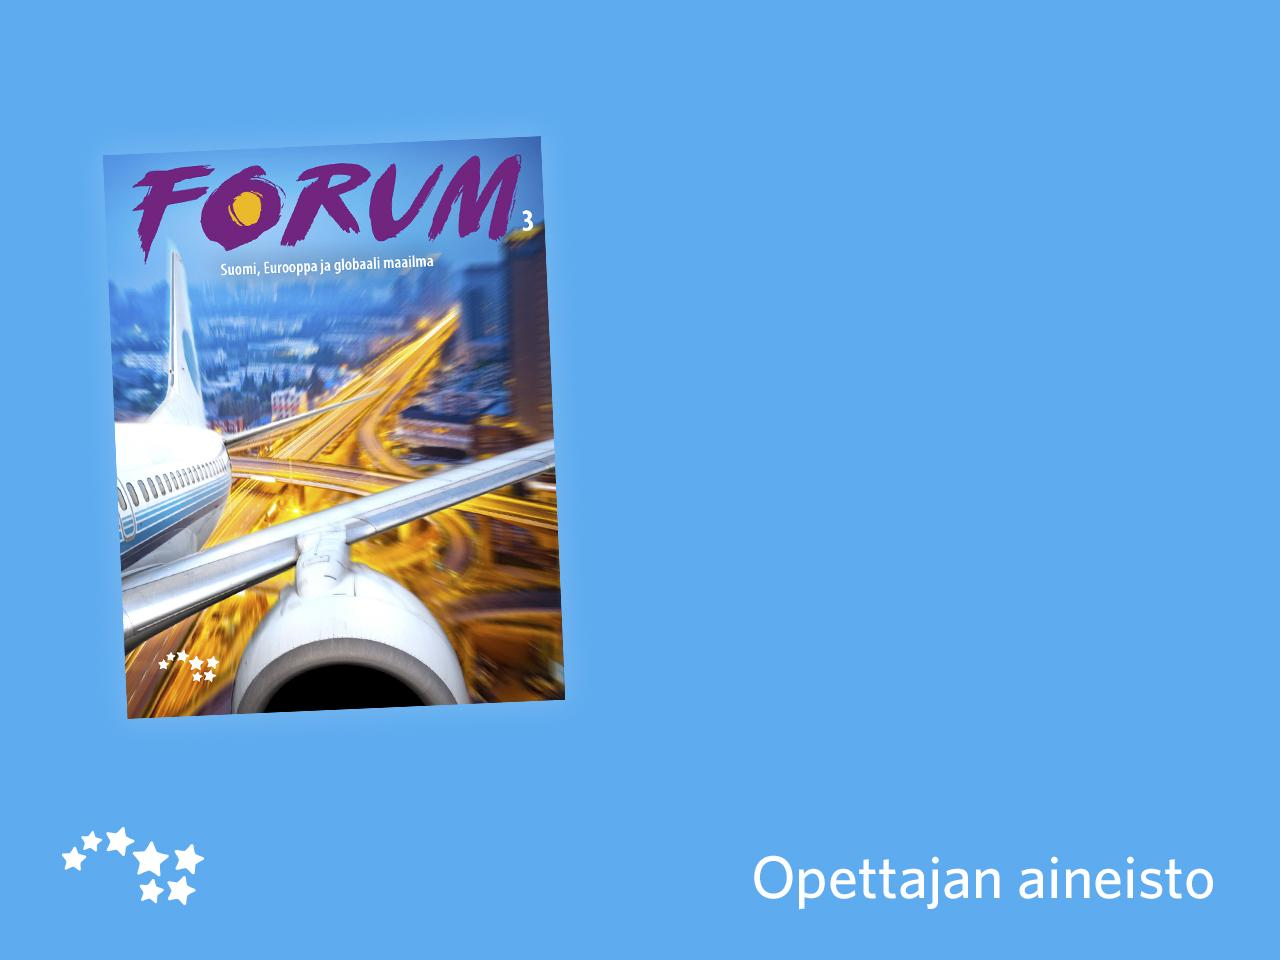 FORUM 3
Suomi, Eurooppa ja globaali maailma
Opettajan aineisto